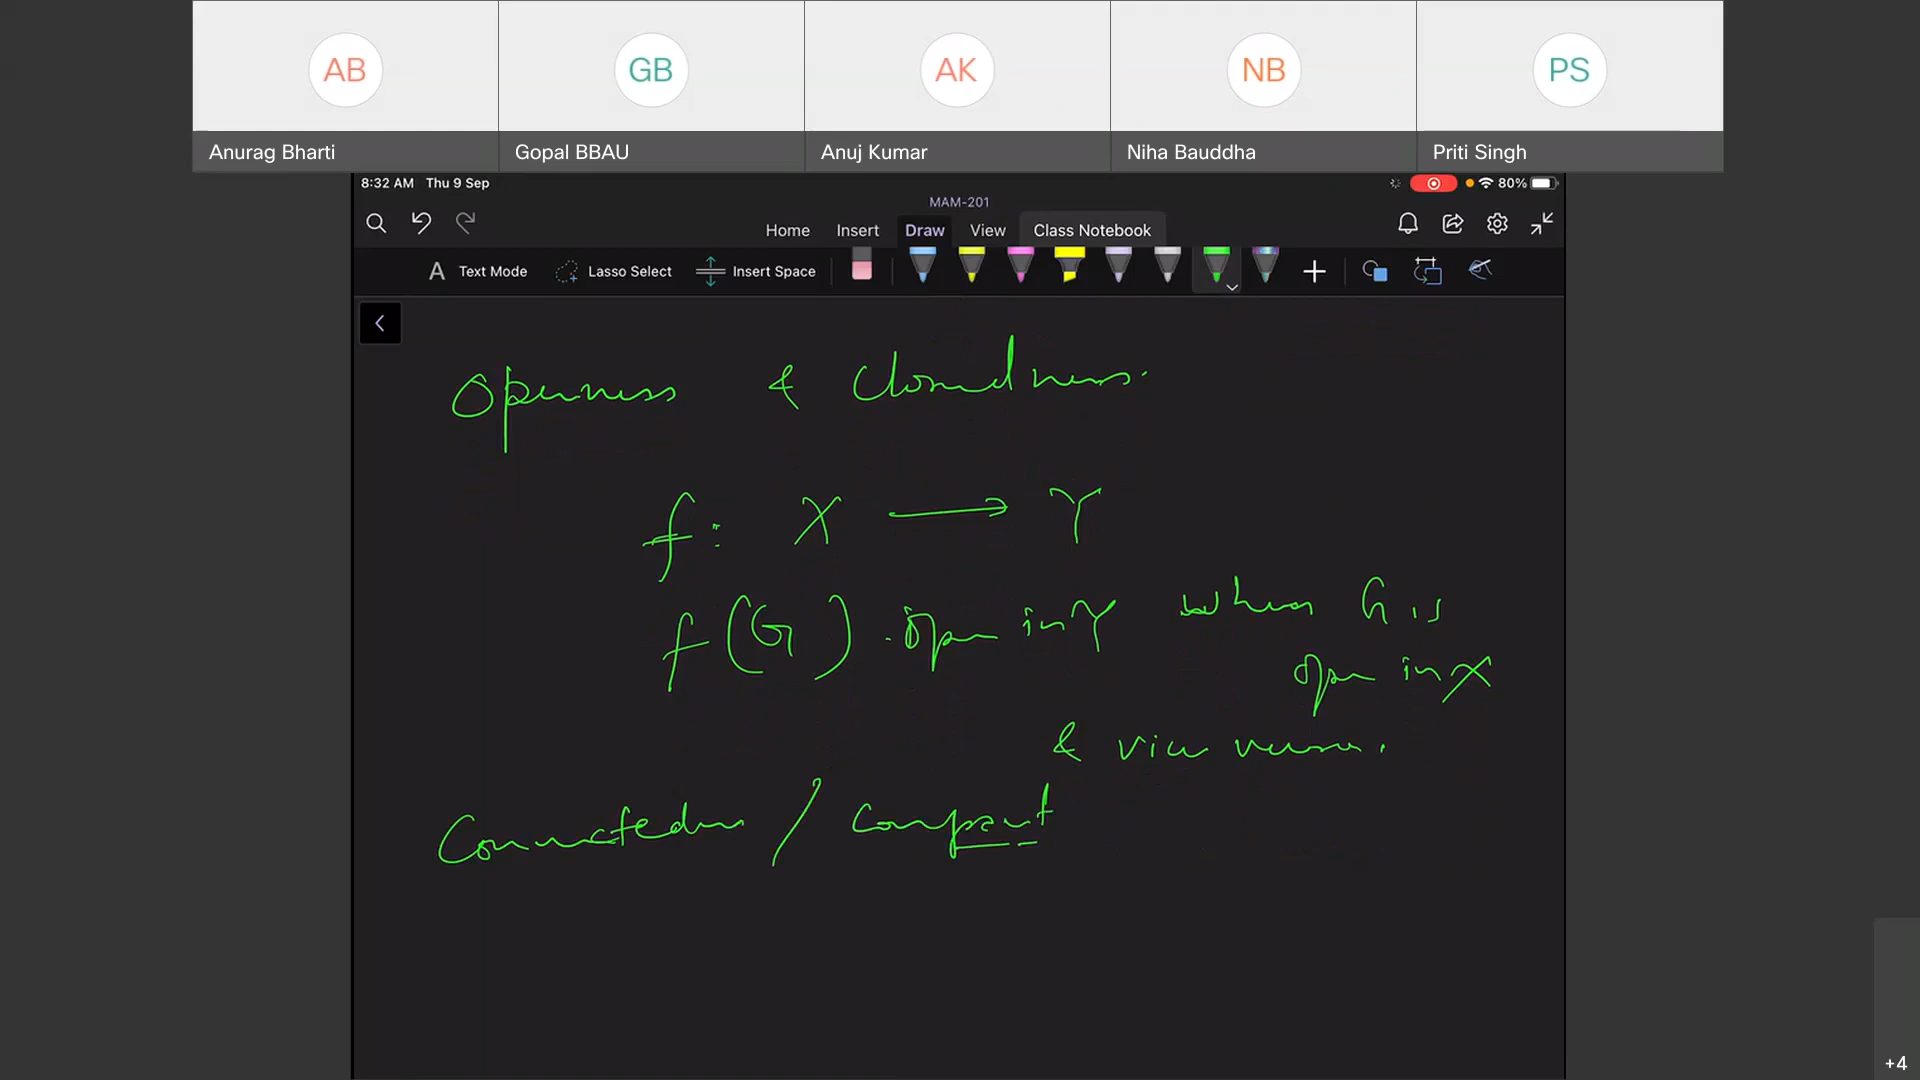 AB GB AK NB PS
Anurag Bharti Gopal BBAU Anuj Kumar Niha Bauddha Priti Singh
8:32 AM Thu 9 Sep 80%
MAM-201
Home Insert Draw View Class Notebook
A Text Mode Lasso Select Insert Space
Openness & Closedness.
f: X → Y
f(G) open in Y when G is
open in X
& vice versa.
Connectedness / Compact
+4